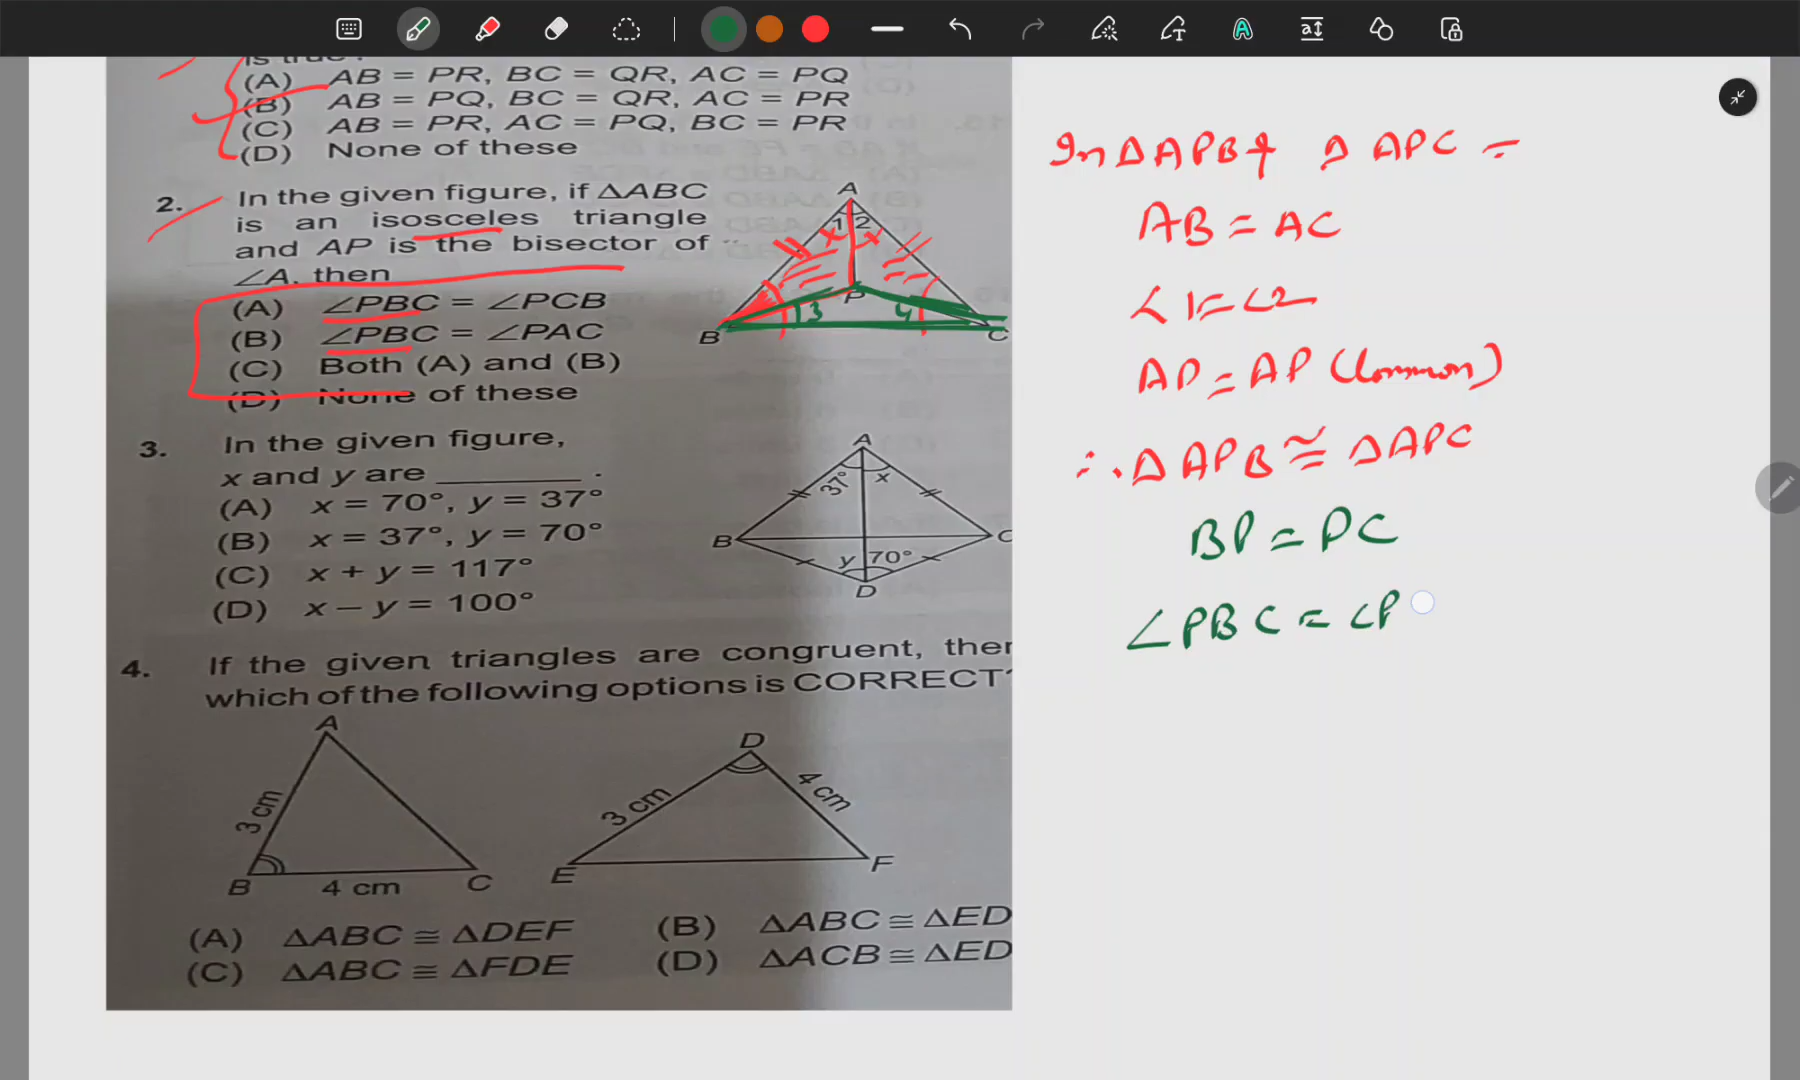 (A) AB = PR, BC = QR, AC = PQ
(B) AB = PQ, BC = QR, AC = PR
(C) AB = PR, AC = PQ, BC = PR
(D) None of these
2. In the given figure, if ΔABC
is an isosceles triangle
and AP is the bisector of
∠A, then
(A) ∠PBC = ∠PCB
(B) ∠PBC = ∠PAC
(C) Both (A) and (B)
(D) None of these
A
1 2
x x
P
3 4
B C
3. In the given figure,
x and y are ________ .
(A) x = 70°, y = 37°
(B) x = 37°, y = 70°
(C) x + y = 117°
(D) x – y = 100°
A
37° x
B C
y 70°
D
4. If the given triangles are congruent, then
which of the following options is CORRECT?
A
3 cm
B 4 cm C
D
3 cm 4 cm
E F
(A) ΔABC ≅ ΔDEF (B) ΔABC ≅ ΔED
(C) ΔABC ≅ ΔFDE (D) ΔACB ≅ ΔED
In Δ APB & Δ APC =
AB = AC
∠1 = ∠2
AP = AP (Common)
∴ Δ APB ≅ Δ APC
BP = PC
∠PBC = ∠P